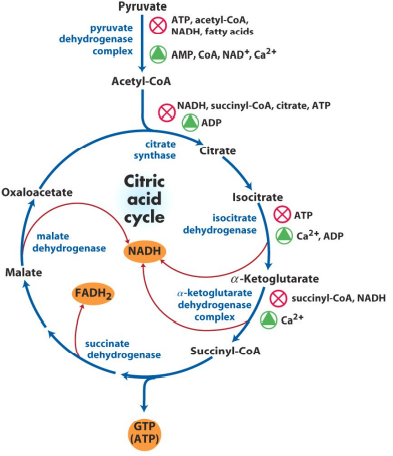 Pyruvate
pyruvate
dehydrogenase
complex
ATP, acetyl-CoA,
NADH, fatty acids
AMP, CoA, NAD⁺, Ca²⁺
Acetyl-CoA
NADH, succinyl-CoA, citrate, ATP
ADP
citrate
synthase
Citrate
Oxaloacetate
Citric
acid
cycle
Isocitrate
isocitrate
dehydrogenase
ATP
Ca²⁺, ADP
malate
dehydrogenase
NADH
Malate
α-Ketoglutarate
FADH₂
α-ketoglutarate
dehydrogenase
complex
succinyl-CoA, NADH
Ca²⁺
succinate
dehydrogenase
Succinyl-CoA
GTP
(ATP)